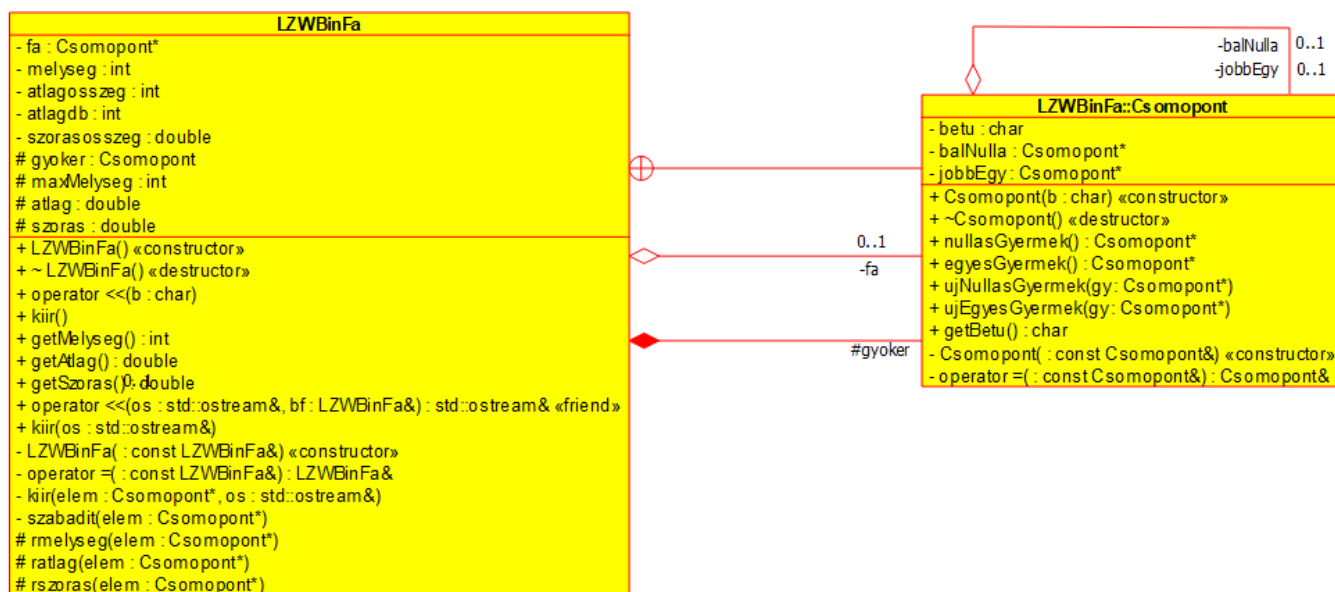 LZWBinFa
- fa : Csomopont*
- melyseg : int
- atlagosszeg : int
- atlagdb : int
- szorasosszeg : double
# gyoker : Csomopont
# maxMelyseg : int
# atlag : double
# szoras : double
+ LZWBinFa() «constructor»
+ ~ LZWBinFa() «destructor»
+ operator <<(b : char)
+ kiir()
+ getMelyseg() : int
+ getAtlag() : double
+ getSzoras() : double
+ operator <<(os : std::ostream&, bf : LZWBinFa&) : std::ostream& «friend»
+ kiir(os : std::ostream&)
- LZWBinFa( : const LZWBinFa&) «constructor»
- operator =( : const LZWBinFa&) : LZWBinFa&
- kiir(elem : Csomopont*, os : std::ostream&)
- szabadit(elem : Csomopont*)
# rmelyseg(elem : Csomopont*)
# ratlag(elem : Csomopont*)
# rszoras(elem : Csomopont*)
0..1
-fa
#gyoker
-balNulla 0..1
-jobbEgy 0..1
LZWBinFa::Csomopont
- betu : char
- balNulla : Csomopont*
- jobbEgy : Csomopont*
+ Csomopont(b : char) «constructor»
+ ~Csomopont() «destructor»
+ nullasGyermek() : Csomopont*
+ egyesGyermek() : Csomopont*
+ ujNullasGyermek(gy : Csomopont*)
+ ujEgyesGyermek(gy : Csomopont*)
+ getBetu() : char
- Csomopont( : const Csomopont&) «constructor»
- operator =( : const Csomopont&) : Csomopont&